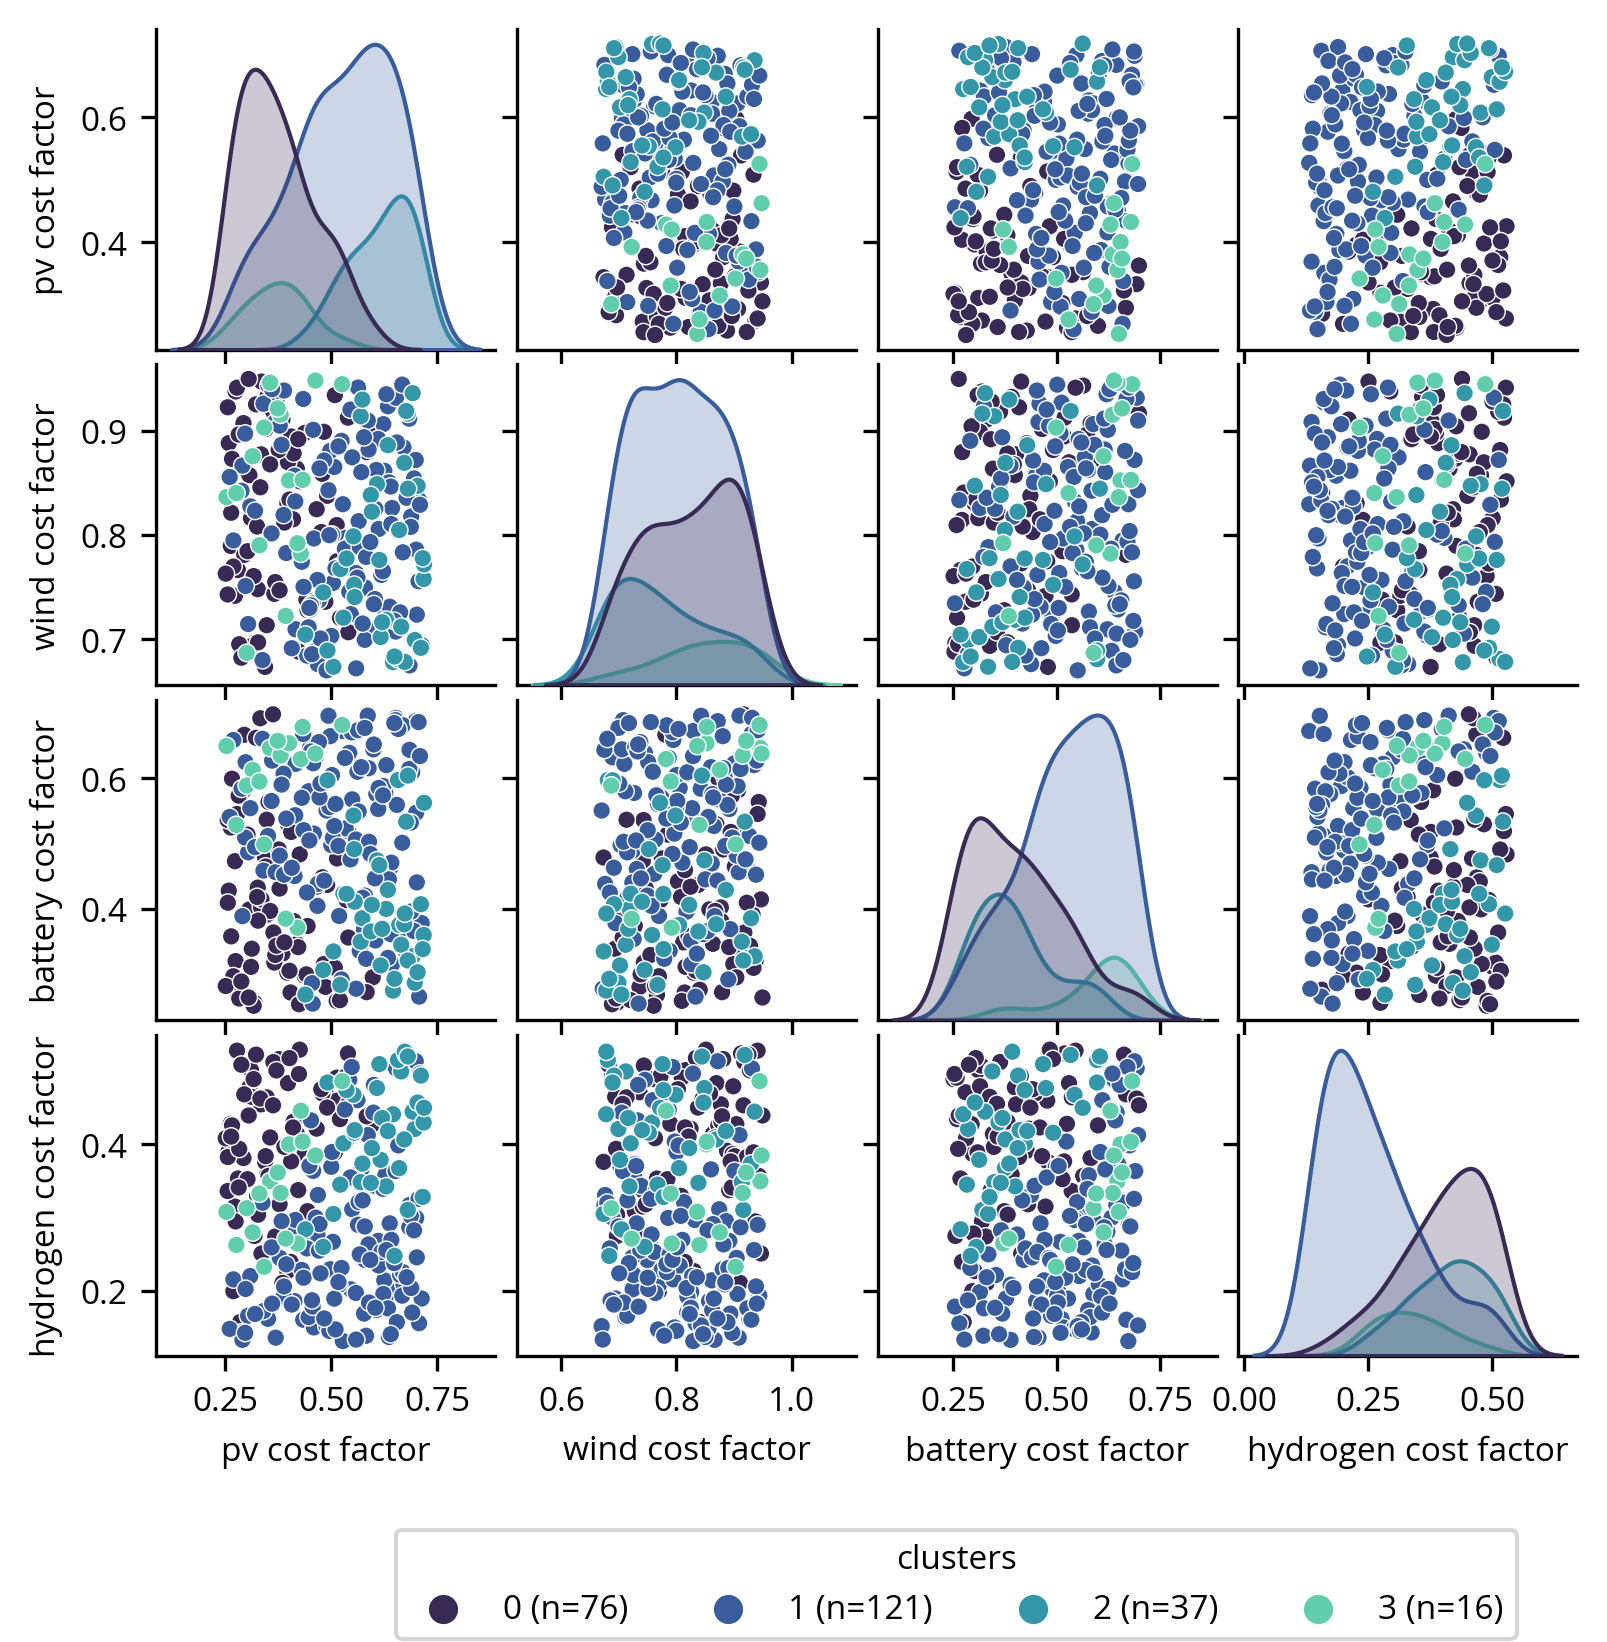 pv cost factor
0.6
0.4
wind cost factor
0.9
0.8
0.7
battery cost factor
0.6
0.4
hydrogen cost factor
0.4
0.2
0.25 0.50 0.75 0.6 0.8 1.0 0.25 0.50 0.75 0.00 0.25 0.50
pv cost factor wind cost factor battery cost factor hydrogen cost factor
clusters
0 (n=76) 1 (n=121) 2 (n=37) 3 (n=16)